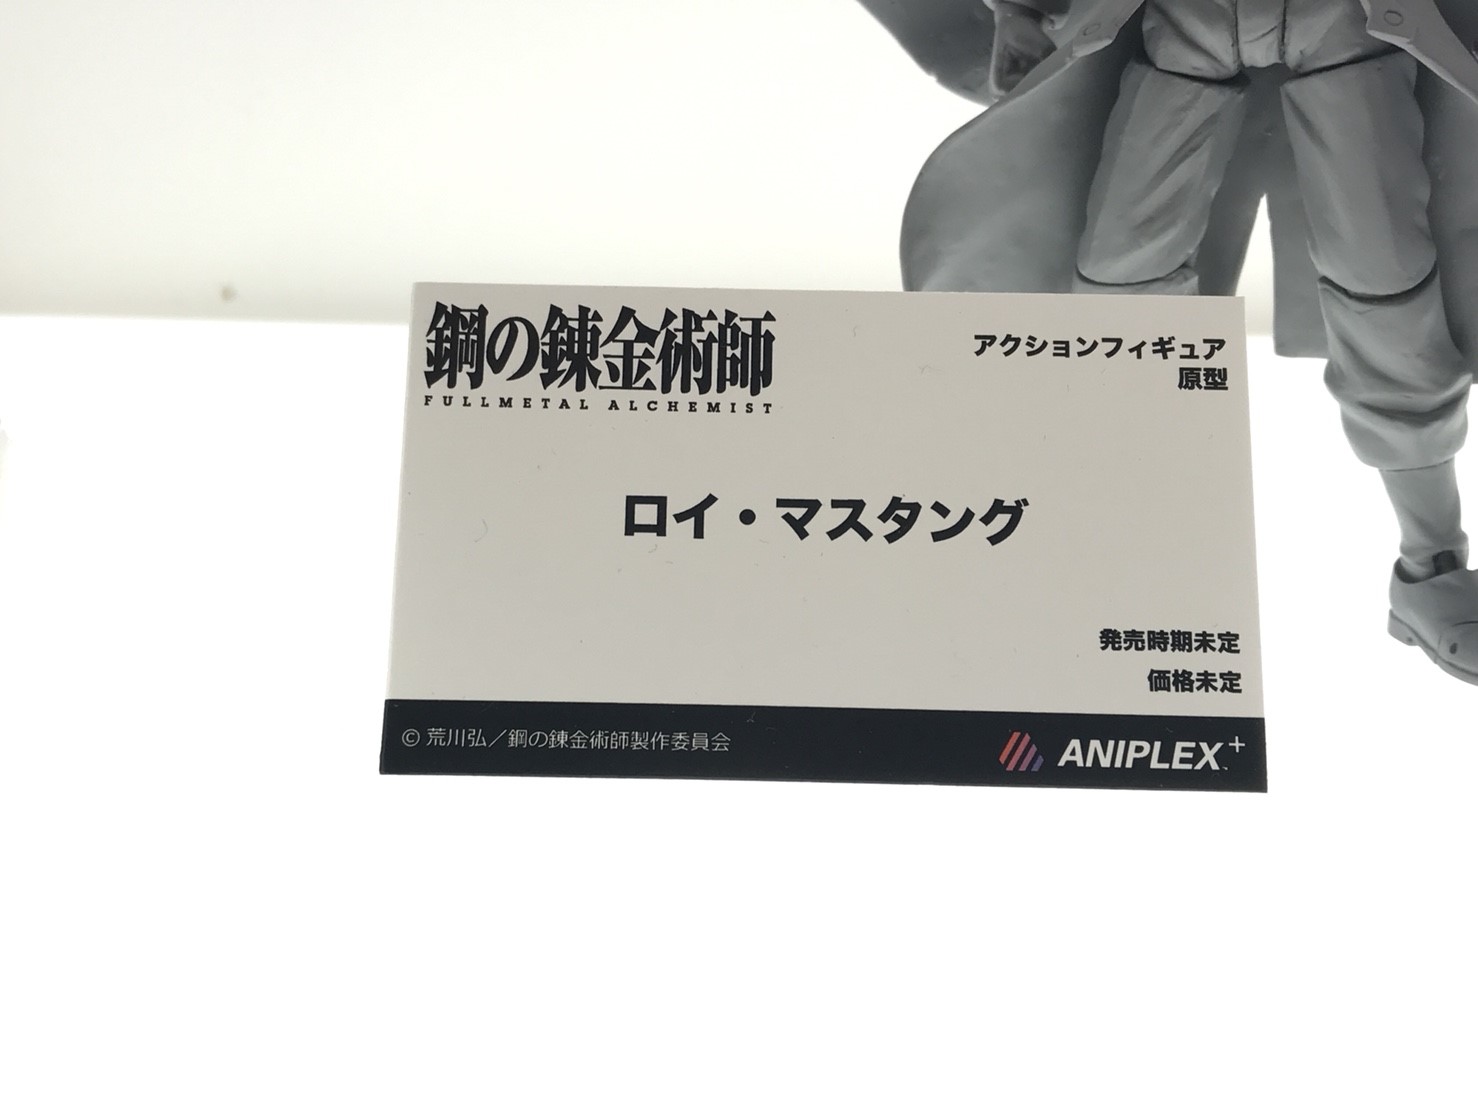 鋼の錬金術師
FULLMETAL ALCHEMIST
アクションフィギュア
原型
ロイ・マスタング
発売時期未定
価格未定
© 荒川弘／鋼の錬金術師製作委員会
ANIPLEX+